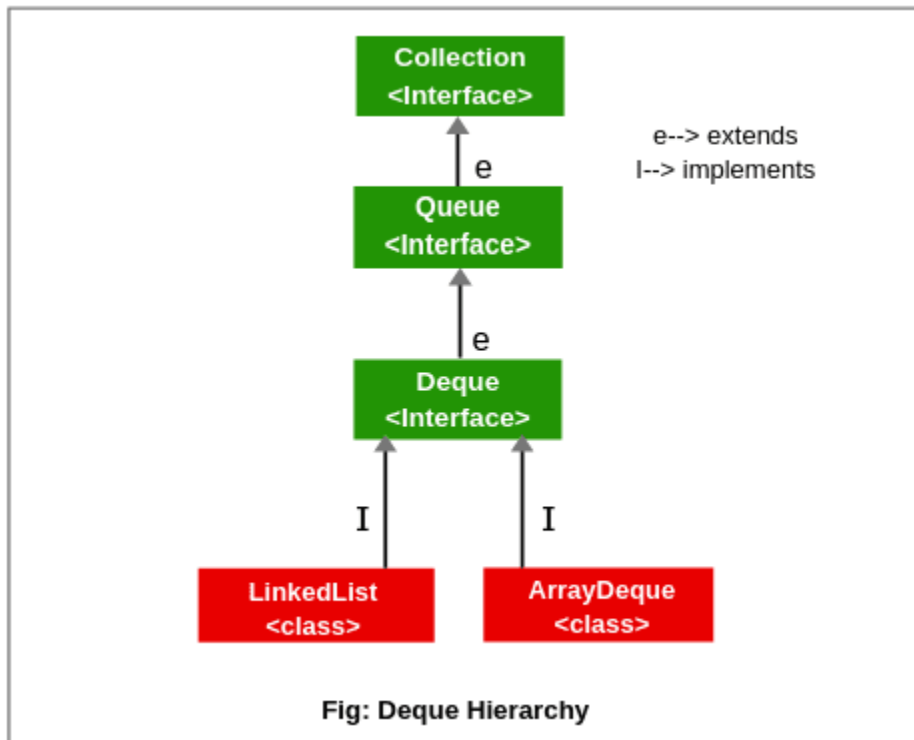 Collection
<Interface>
e--> extends
I--> implements
e
Queue
<Interface>
e
Deque
<Interface>
I
I
LinkedList
<class>
ArrayDeque
<class>
Fig: Deque Hierarchy